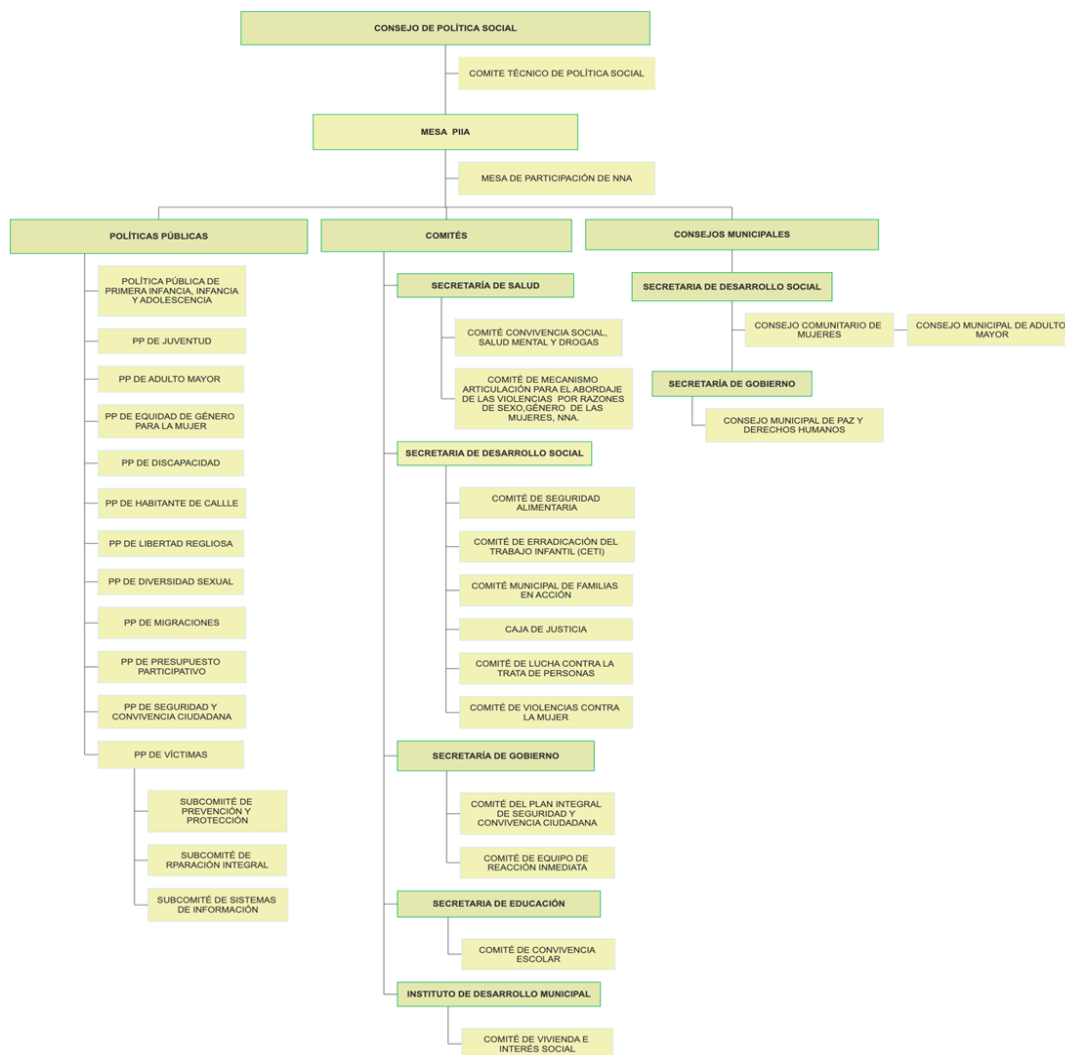 CONSEJO DE POLÍTICA SOCIAL
COMITE TÉCNICO DE POLÍTICA SOCIAL
MESA PIIA
MESA DE PARTICIPACIÓN DE NNA
POLÍTICAS PÚBLICAS
POLÍTICA PÚBLICA DE
PRIMERA INFANCIA, INFANCIA
Y ADOLESCENCIA
PP DE JUVENTUD
PP DE ADULTO MAYOR
PP DE EQUIDAD DE GÉNERO
PARA LA MUJER
PP DE DISCAPACIDAD
PP DE HABITANTE DE CALLLE
PP DE LIBERTAD REGLIOSA
PP DE DIVERSIDAD SEXUAL
PP DE MIGRACIONES
PP DE PRESUPUESTO
PARTICIPATIVO
PP DE SEGURIDAD Y
CONVIVENCIA CIUDADANA
PP DE VÍCTIMAS
SUBCOMIITÉ DE
PREVENCIÓN Y
PROTECCIÓN
SUBCOMITÉ DE
RPARACIÓN INTEGRAL
SUBCOMITÉ DE SISTEMAS
DE INFORMACIÓN
COMITÉS
SECRETARÍA DE SALUD
COMITÉ CONVIVENCIA SOCIAL,
SALUD MENTAL Y DROGAS
COMITÉ DE MECANISMO
ARTICULACIÓN PARA EL ABORDAJE
DE LAS VIOLENCIAS POR RAZONES
DE SEXO,GÉNERO DE LAS
MUJERES, NNA.
SECRETARIA DE DESARROLLO SOCIAL
COMITÉ DE SEGURIDAD
ALIMENTARIA
COMITÉ DE ERRADICACIÓN DEL
TRABAJO INFANTIL (CETI)
COMITÉ MUNICIPAL DE FAMILIAS
EN ACCIÓN
CAJA DE JUSTICIA
COMITÉ DE LUCHA CONTRA LA
TRATA DE PERSONAS
COMITÉ DE VIOLENCIAS CONTRA
LA MUJER
SECRETARÍA DE GOBIERNO
COMITÉ DEL PLAN INTEGRAL
DE SEGURIDAD Y
CONVIVENCIA CIUDADANA
COMITÉ DE EQUIPO DE
REACCIÓN INMEDIATA
SECRETARIA DE EDUCACIÓN
COMITÉ DE CONVIVENCIA
ESCOLAR
INSTITUTO DE DESARROLLO MUNICIPAL
COMITÉ DE VIVIENDA E
INTERÉS SOCIAL
CONSEJOS MUNICIPALES
SECRETARIA DE DESARROLLO SOCIAL
CONSEJO COMUNITARIO DE
MUJERES
CONSEJO MUNICIPAL DE ADULTO
MAYOR
SECRETARÍA DE GOBIERNO
CONSEJO MUNICIPAL DE PAZ Y
DERECHOS HUMANOS